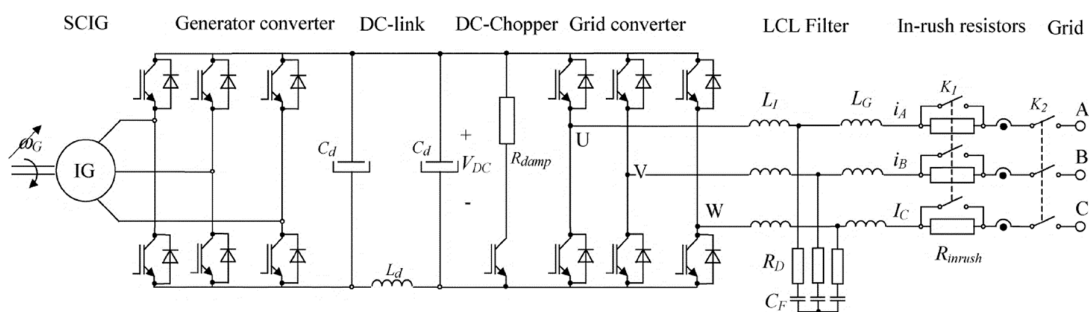 SCIG Generator converter DC-link DC-Chopper Grid converter LCL Filter In-rush resistors Grid
K1
K2
LI LG iA A
ωG
U
Cd Cd + Rdamp
IG VDC
iB B
V
-
W IC C
RD Rinrush
Ld
CF